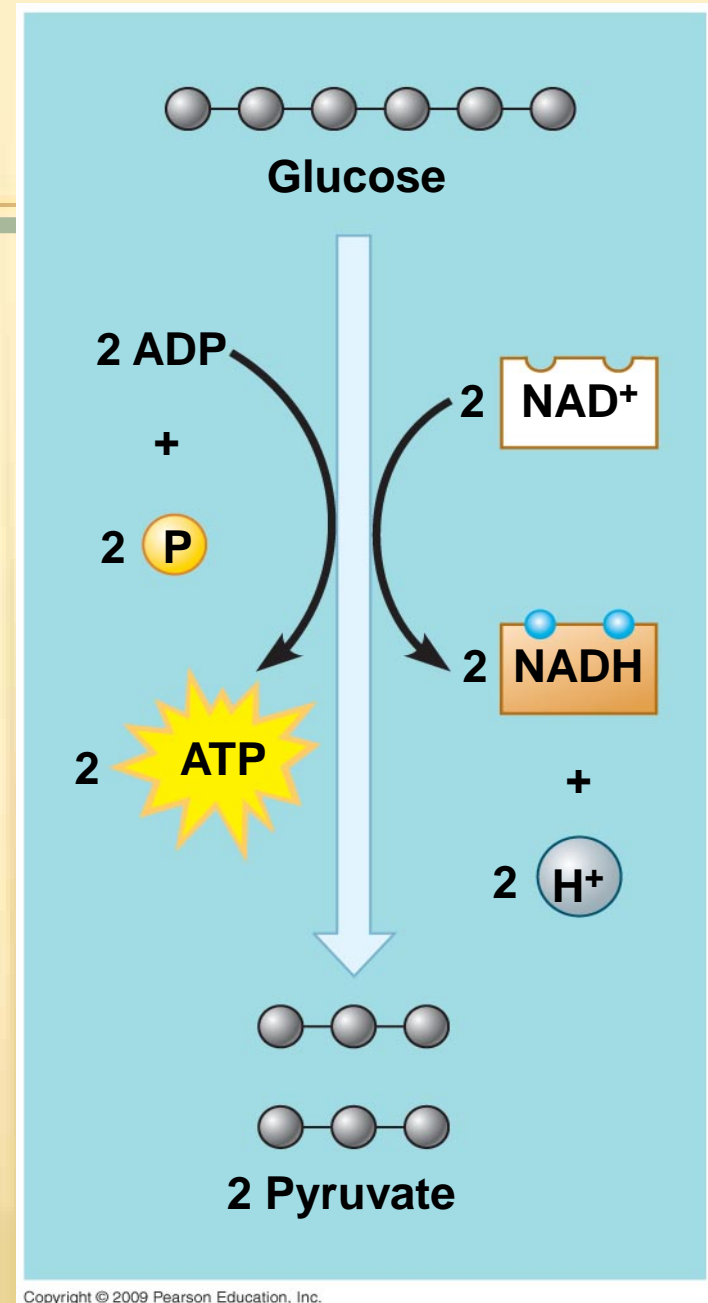 Glucose
2 ADP
+
2 P
2 ATP
2 NAD+
2 NADH
+
2 H+
2 Pyruvate
Copyright © 2009 Pearson Education, Inc.